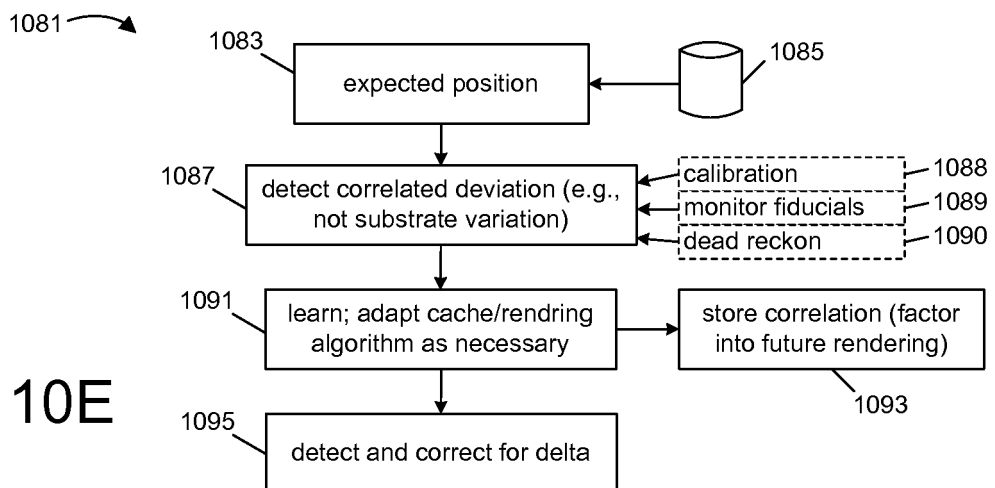 1081
1083
expected position
1085
1087
detect correlated deviation (e.g.,
not substrate variation)
calibration
1088
monitor fiducials
1089
dead reckon
1090
1091
learn; adapt cache/rendring
algorithm as necessary
store correlation (factor
into future rendering)
1093
10E
1095
detect and correct for delta